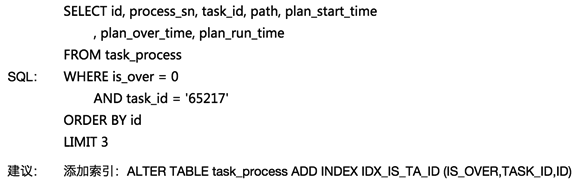 SELECT id, process_sn, task_id, path, plan_start_time
, plan_over_time, plan_run_time
FROM task_process
SQL： WHERE is_over = 0
AND task_id = '65217'
ORDER BY id
LIMIT 3
建议： 添加索引：ALTER TABLE task_process ADD INDEX IDX_IS_TA_ID (IS_OVER,TASK_ID,ID)